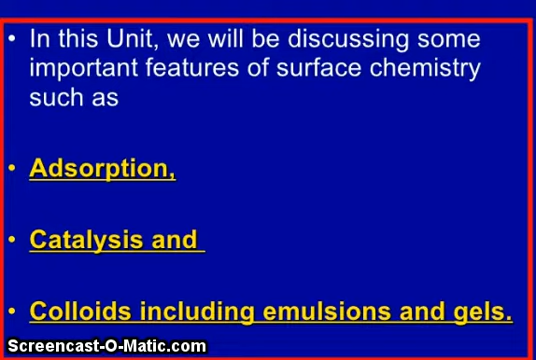 • In this Unit, we will be discussing some
important features of surface chemistry
such as
• Adsorption,
• Catalysis and
• Colloids including emulsions and gels.
Screencast-O-Matic.com